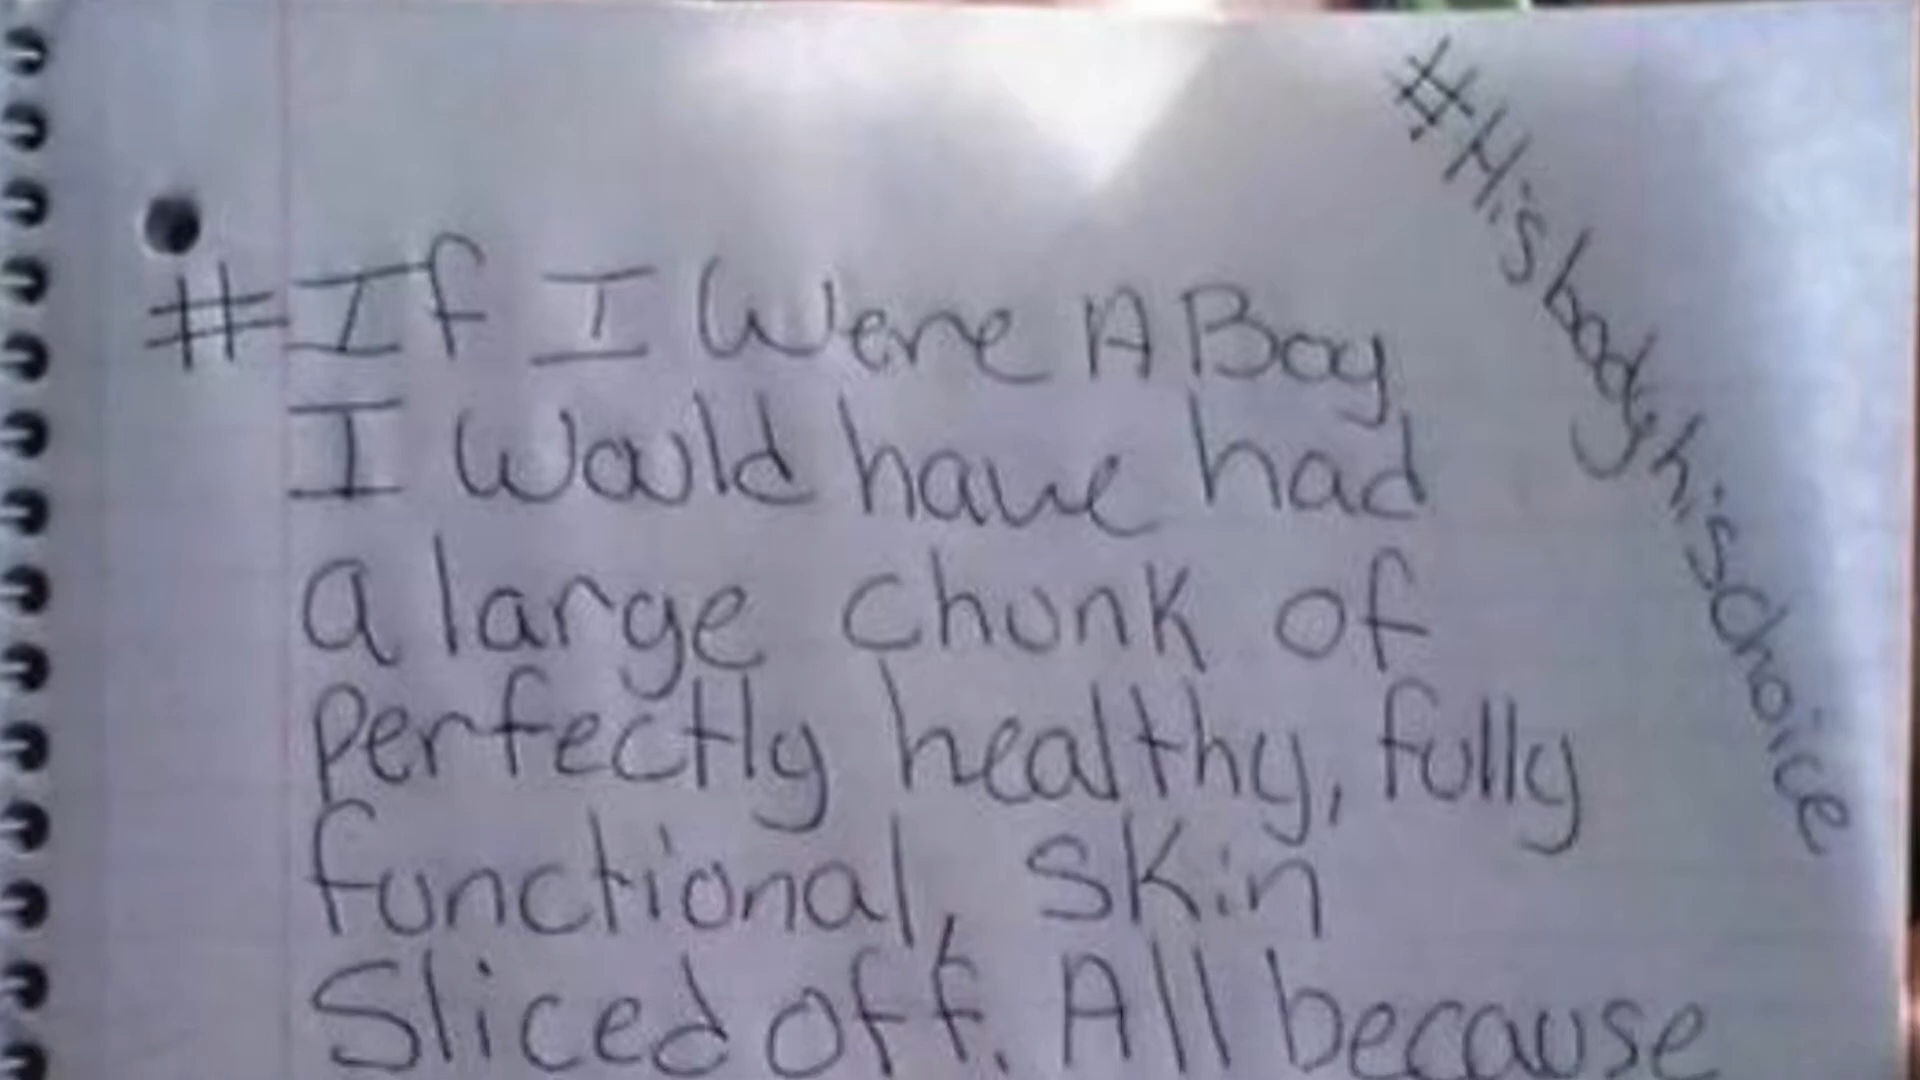 #Hisbodyhischoice
#If I Were A Boy
I Would have had
a large chunk of
perfectly healthy, fully
functional, skin
Sliced off. All because